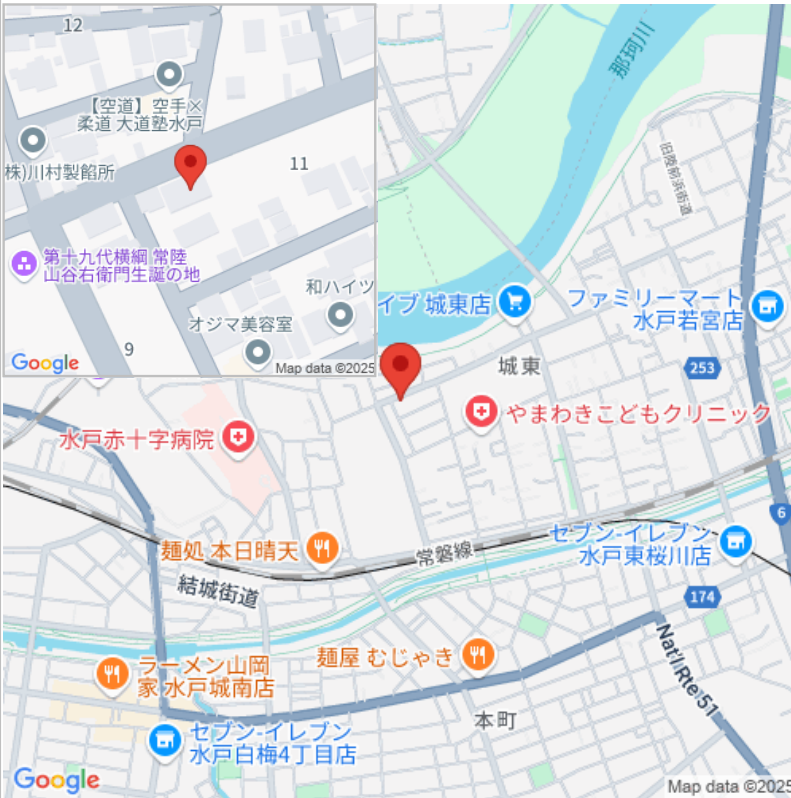 12
【空道】空手×
柔道 大道塾水戸
株)川村製餡所
11
第十九代横綱 常陸
山谷右衛門生誕の地
和ハイツ
オジマ美容室
9
Google
Map data ©2025
那珂川
旧陸前浜街道
イブ 城東店
ファミリーマート
水戸若宮店
城東
253
やまわきこどもクリニック
水戸赤十字病院
6
セブン-イレブン
水戸東桜川店
麺処 本日晴天
常磐線
結城街道
174
麺屋 むじゃき
ラーメン山岡
家 水戸城南店
Nat'l Rte 51
本町
セブン-イレブン
水戸白梅4丁目店
Google
Map data ©2025